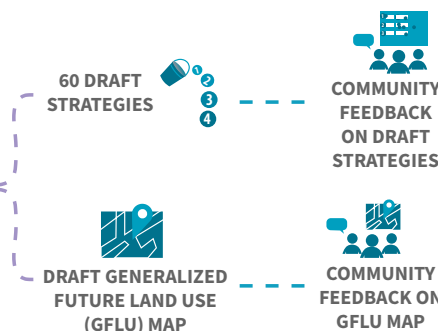 60 DRAFT
STRATEGIES
1
2
3
4
COMMUNITY
FEEDBACK
ON DRAFT
STRATEGIES
DRAFT GENERALIZED
FUTURE LAND USE
(GFLU) MAP
COMMUNITY
FEEDBACK ON
GFLU MAP